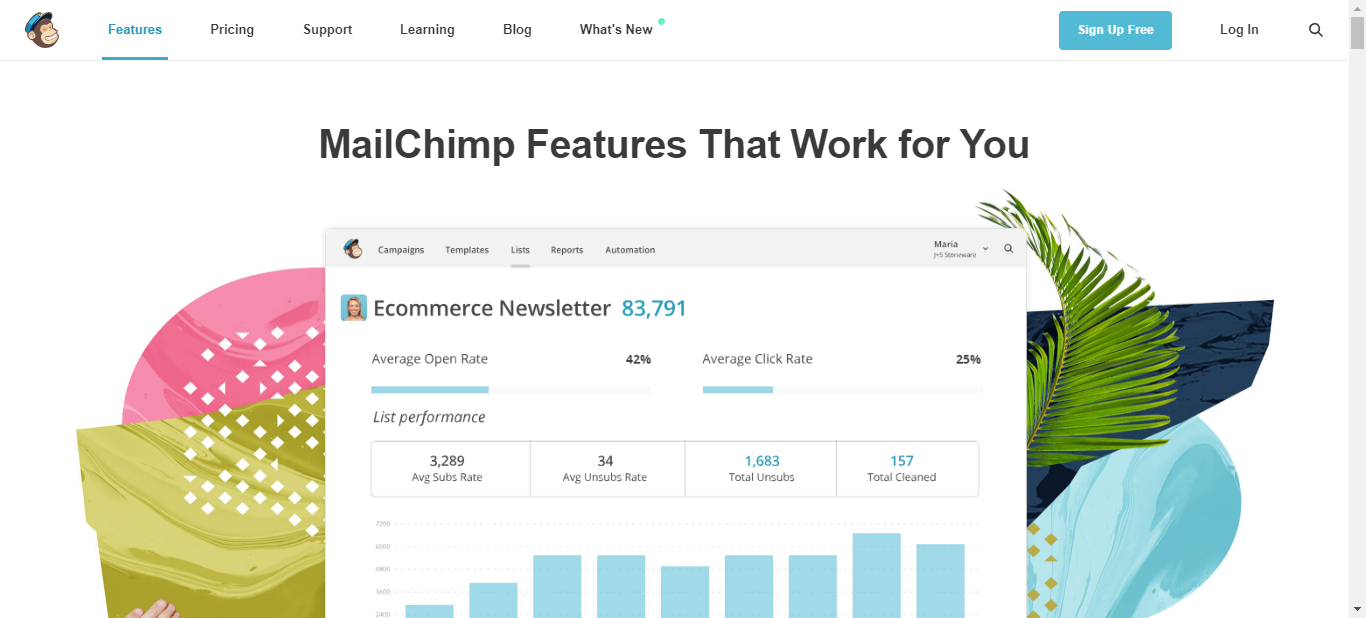 Features Pricing Support Learning Blog What's New Sign Up Free Log In
MailChimp Features That Work for You
Campaigns Templates Lists Reports Automation Maria
J+S Stoneware
Ecommerce Newsletter 83,791
Average Open Rate 42% Average Click Rate 25%
List performance
3,289 34 1,683 157
Avg Subs Rate Avg Unsubs Rate Total Unsubs Total Cleaned
7200
6000
4800
3600
2400